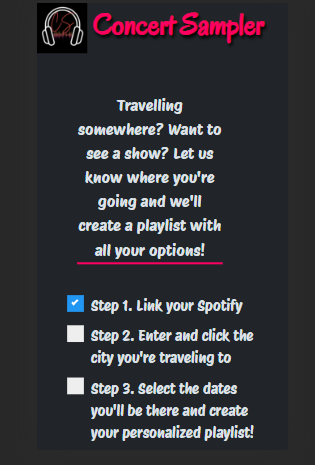 Concert Sampler
Travelling
somewhere? Want to
see a show? Let us
know where you're
going and we'll
create a playlist with
all your options!
Step 1. Link your Spotify
Step 2. Enter and click the
city you're traveling to
Step 3. Select the dates
you'll be there and create
your personalized playlist!